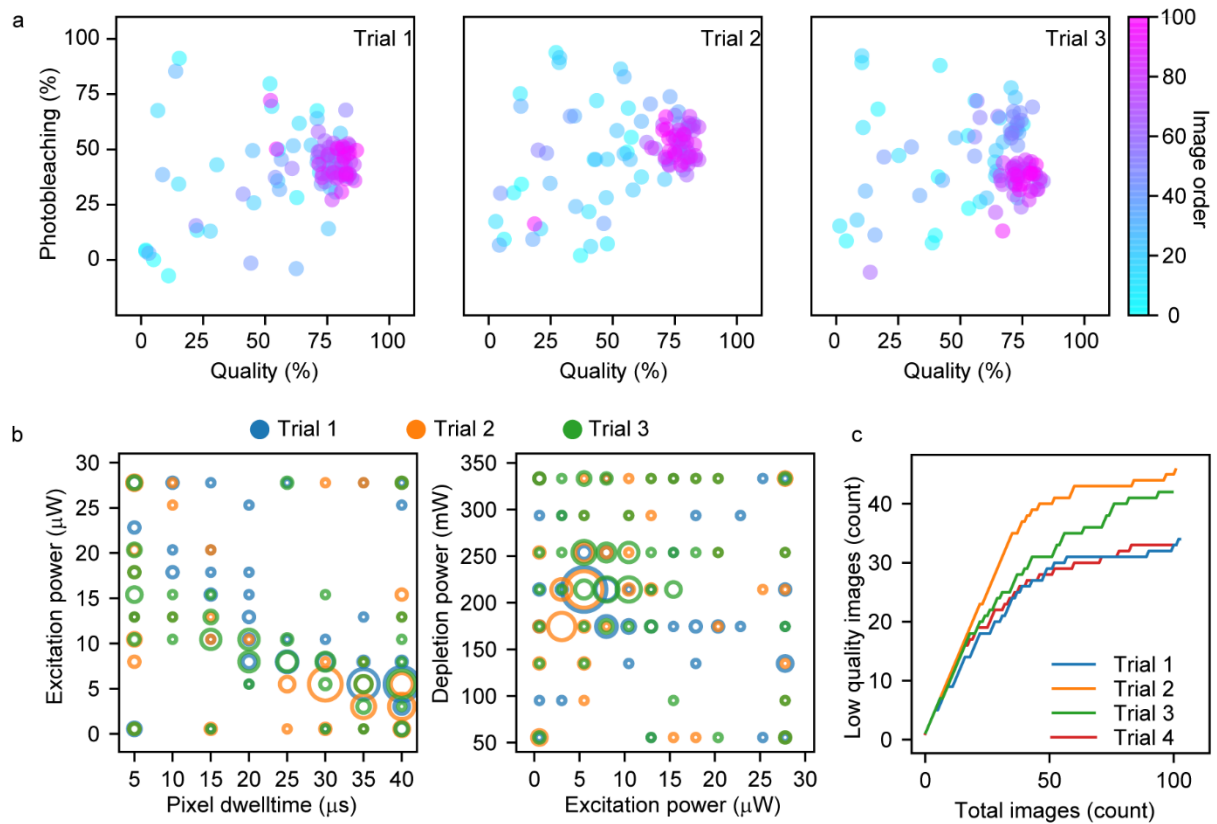 a
Trial 1
Trial 2
Trial 3
100
75
50
25
0
Photobleaching (%)
0 25 50 75 100
Quality (%)
0 25 50 75 100
Quality (%)
0 25 50 75 100
Quality (%)
100
80
60
40
20
0
Image order
b
Trial 1 Trial 2 Trial 3
30
25
20
15
10
5
0
Excitation power (μW)
5 10 15 20 25 30 35 40
Pixel dwelltime (μs)
350
300
250
200
150
100
50
Depletion power (mW)
0 5 10 15 20 25 30
Excitation power (μW)
c
40
30
20
10
0
Low quality images (count)
Trial 1
Trial 2
Trial 3
Trial 4
0 50 100
Total images (count)